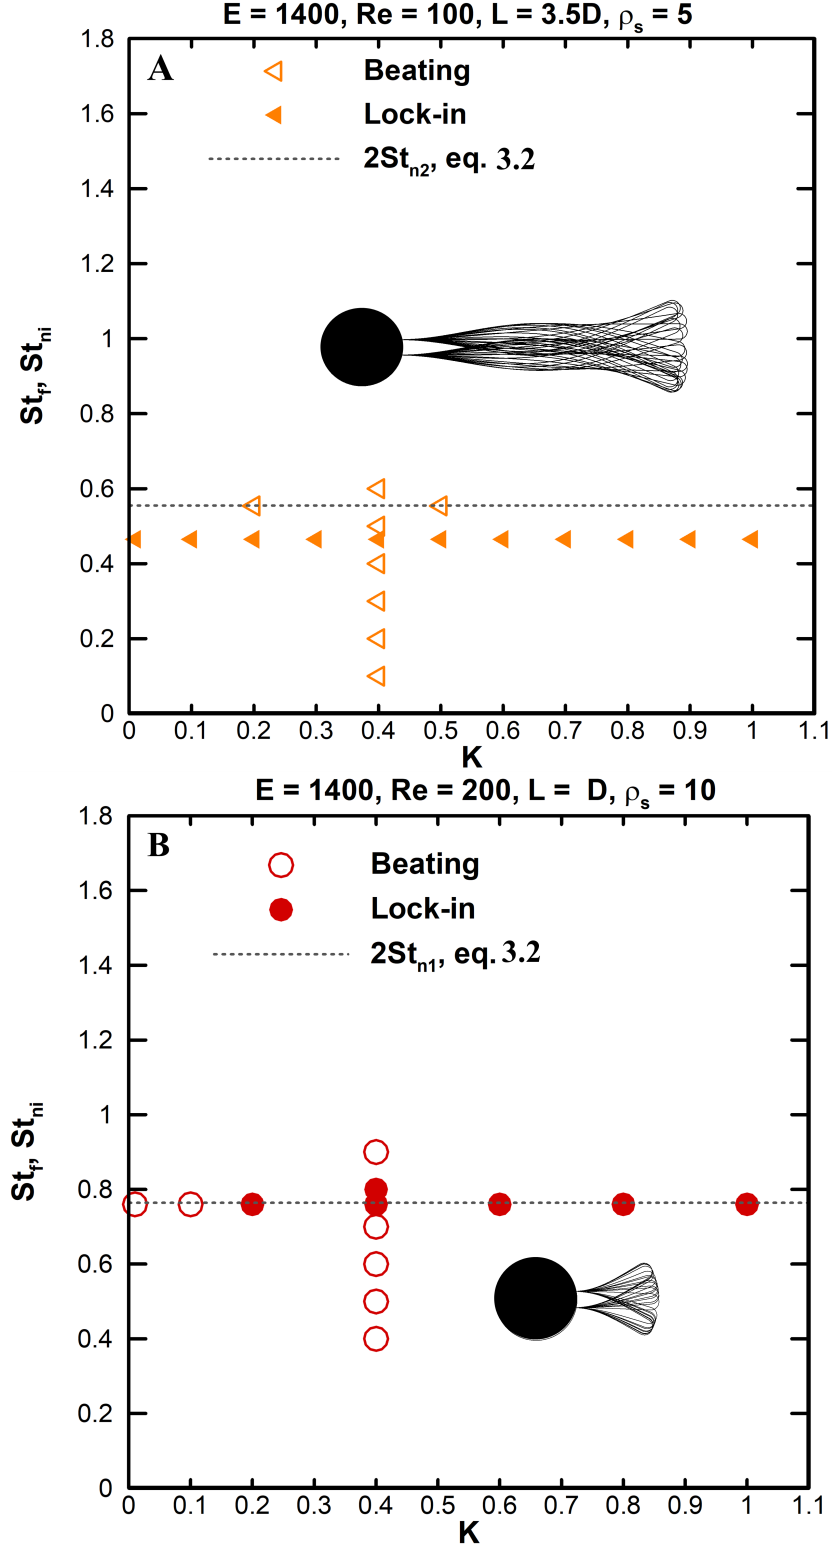 E = 1400, Re = 100, L = 3.5D, ρs = 5
A
Beating
Lock-in
2Stn2, eq. 3.2
1.8
1.6
1.4
1.2
1
0.8
0.6
0.4
0.2
0
Stf, Stni
0 0.1 0.2 0.3 0.4 0.5 0.6 0.7 0.8 0.9 1 1.1
K
E = 1400, Re = 200, L = D, ρs = 10
B
Beating
Lock-in
2Stn1, eq. 3.2
1.8
1.6
1.4
1.2
1
0.8
0.6
0.4
0.2
0
Stf, Stni
0 0.1 0.2 0.3 0.4 0.5 0.6 0.7 0.8 0.9 1 1.1
K